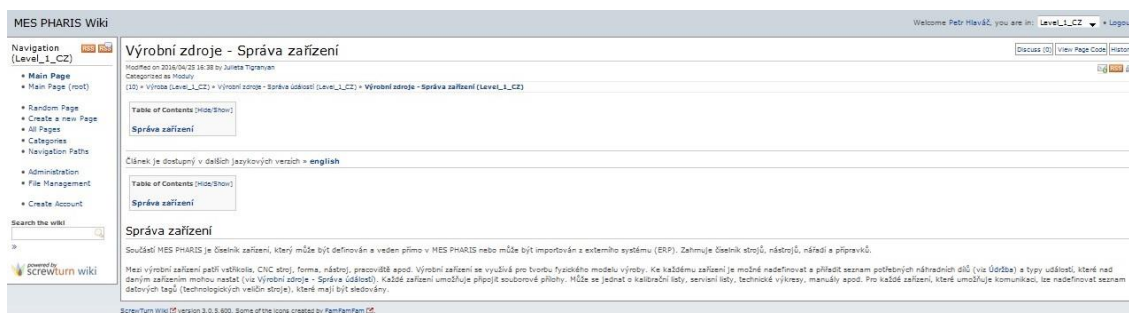 MES PHARIS Wiki
Welcome Petr Hlaváč, you are in: Level_1_CZ • Logou
Navigation RSS RSS
(Level_1_CZ)
Main Page
Main Page (root)
Random Page
Create a new Page
All Pages
Categories
Navigation Paths
Administration
File Management
Create Account
Search the wiki
»
powered by
screwturn wiki
Výrobní zdroje - Správa zařízení
Discuss (0) View Page Code Histor
Modified on 2016/04/25 16:38 by Julieta Tigranyan
RSS
Categorized as Moduly
(10) » Výroba (Level_1_CZ) » Výrobní zdroje - Správa událostí (Level_1_CZ) » Výrobní zdroje - Správa zařízení (Level_1_CZ)
Table of Contents [Hide/Show]
Správa zařízení
Článek je dostupný v dalších jazykových verzích » english
Table of Contents [Hide/Show]
Správa zařízení
Správa zařízení
Součástí MES PHARIS je číselník zařízení, který může být definován a veden přímo v MES PHARIS nebo může být importován z externího systému (ERP). Zahrnuje číselník strojů, nástrojů, nářadí a přípravků.
Mezi výrobní zařízení patří vstřikolis, CNC stroj, forma, nástroj, pracoviště apod. Výrobní zařízení se využívá pro tvorbu fyzického modelu výroby. Ke každému zařízení je možné nadefinovat a přiřadit seznam potřebných náhradních dílů (viz Údržba) a typy událostí, které nad
daným zařízením mohou nastat (viz Výrobní zdroje - Správa událostí). Každé zařízení umožňuje připojit souborové přílohy. Může se jednat o kalibrační listy, servisní listy, technické výkresy, manuály apod. Pro každé zařízení, které umožňuje komunikaci, lze nadefinovat seznam
datových tagů (technologických veličin stroje), které mají být sledovány.
ScrewTurn Wiki version 3.0.5.600. Some of the icons created by FamFamFam.